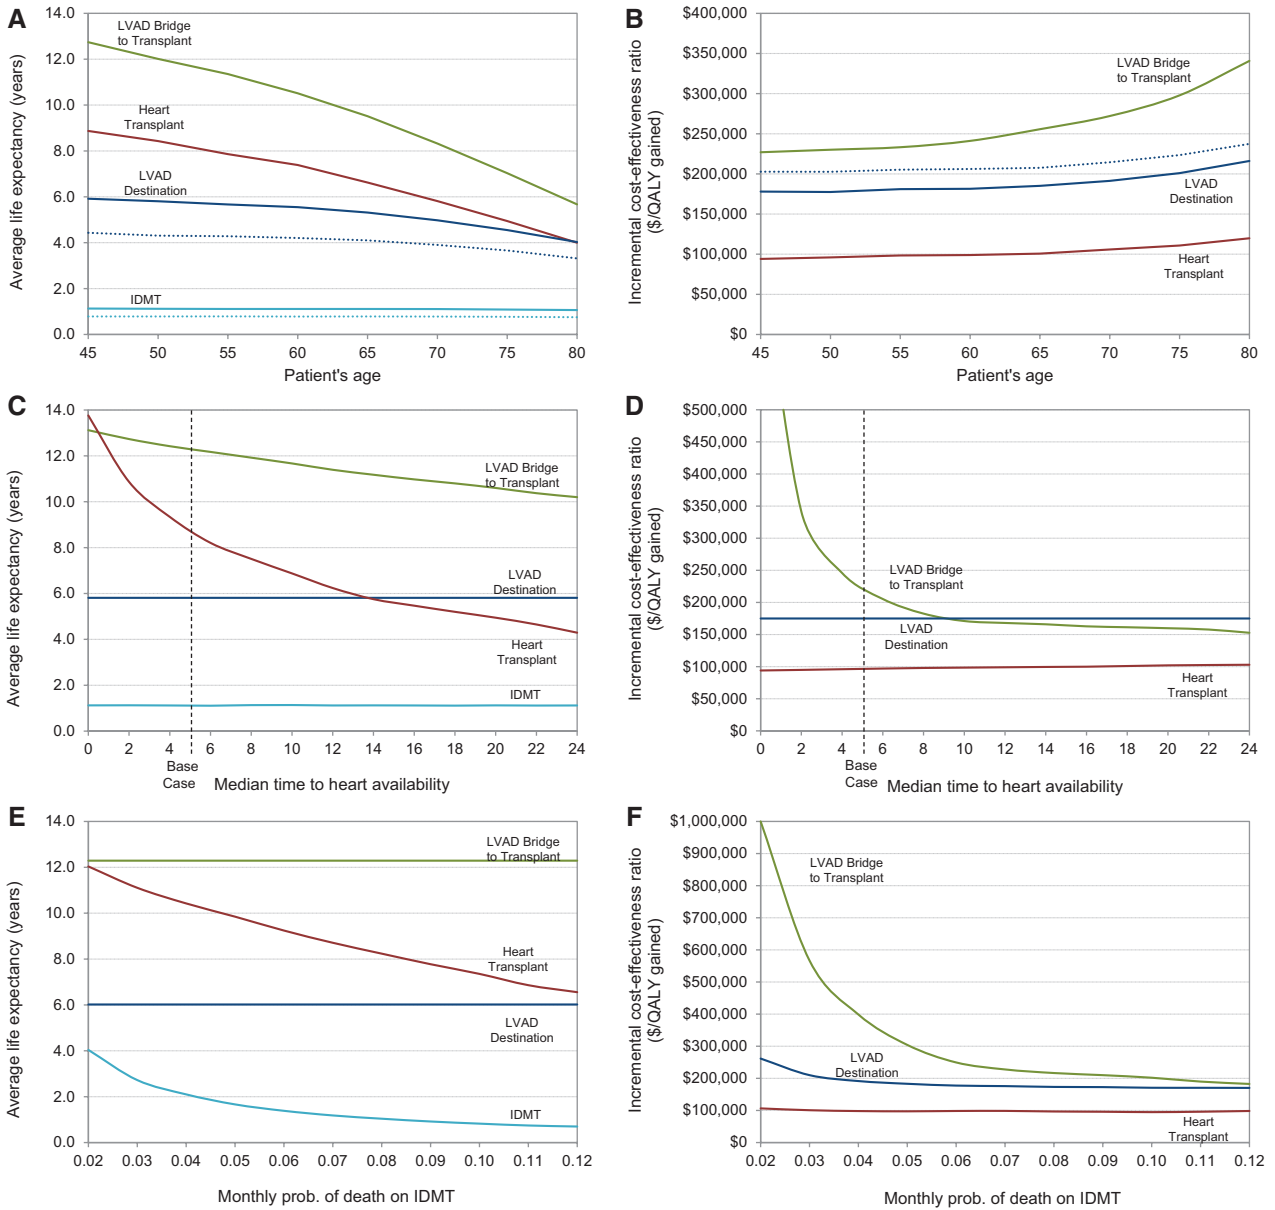 A
Average life expectancy (years)
14.0
12.0
10.0
8.0
6.0
4.0
2.0
0.0
LVAD Bridge
to Transplant
Heart
Transplant
LVAD
Destination
IDMT
45 50 55 60 65 70 75 80
Patient's age
B
Incremental cost-effectiveness ratio
($/QALY gained)
$400,000
$350,000
$300,000
$250,000
$200,000
$150,000
$100,000
$50,000
$0
LVAD Bridge
to Transplant
LVAD
Destination
Heart
Transplant
45 50 55 60 65 70 75 80
Patient's age
C
Average life expectancy (years)
14.0
12.0
10.0
8.0
6.0
4.0
2.0
0.0
LVAD Bridge
to Transplant
LVAD
Destination
Heart
Transplant
IDMT
0 2 4 6 8 10 12 14 16 18 20 22 24
Base
Case
Median time to heart availability
D
Incremental cost-effectiveness ratio
($/QALY gained)
$500,000
$450,000
$400,000
$350,000
$300,000
$250,000
$200,000
$150,000
$100,000
$50,000
$0
LVAD Bridge
to Transplant
LVAD
Destination
Heart
Transplant
0 2 4 6 8 10 12 14 16 18 20 22 24
Base
Case
Median time to heart availability
E
Average life expectancy (years)
14.0
12.0
10.0
8.0
6.0
4.0
2.0
0.0
LVAD Bridge
to Transplant
Heart
Transplant
LVAD
Destination
IDMT
0.02 0.03 0.04 0.05 0.06 0.07 0.08 0.09 0.10 0.11 0.12
Monthly prob. of death on IDMT
F
Incremental cost-effectiveness ratio
($/QALY gained)
$1,000,000
$900,000
$800,000
$700,000
$600,000
$500,000
$400,000
$300,000
$200,000
$100,000
$0
LVAD Bridge
to Transplant
LVAD
Destination
Heart
Transplant
0.02 0.03 0.04 0.05 0.06 0.07 0.08 0.09 0.10 0.11 0.12
Monthly prob. of death on IDMT